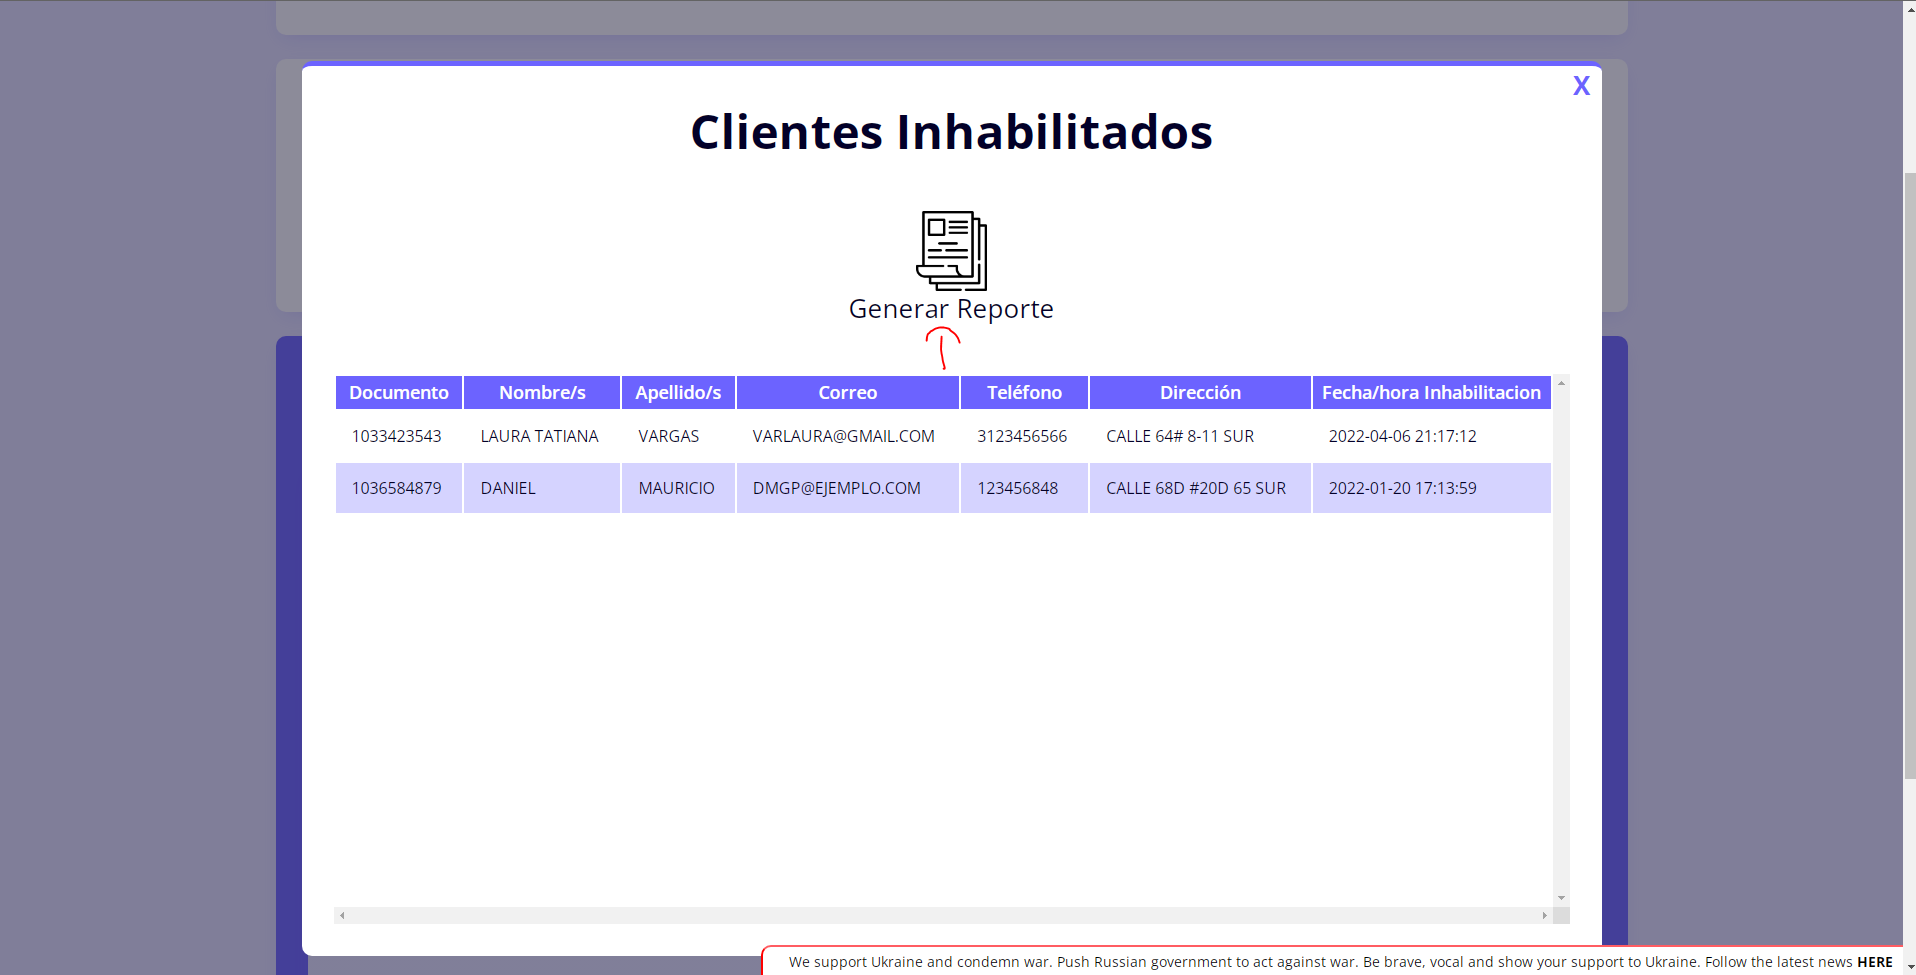 X
Clientes Inhabilitados
Generar Reporte
Documento Nombre/s Apellido/s Correo Teléfono Dirección Fecha/hora Inhabilitacion
1033423543 LAURA TATIANA VARGAS VARLAURA@GMAIL.COM 3123456566 CALLE 64# 8-11 SUR 2022-04-06 21:17:12
1036584879 DANIEL MAURICIO DMGP@EJEMPLO.COM 123456848 CALLE 68D #20D 65 SUR 2022-01-20 17:13:59
We support Ukraine and condemn war. Push Russian government to act against war. Be brave, vocal and show your support to Ukraine. Follow the latest news HERE